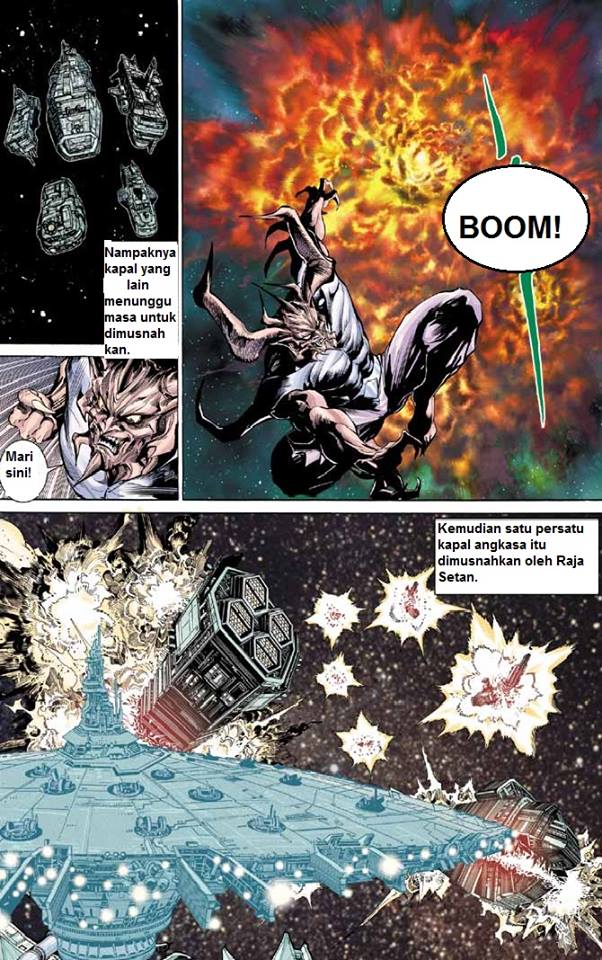 Nampaknya
kapal yang
lain
menunggu
masa untuk
dimusnah
kan.
BOOM!
Mari
sini!
Kemudian satu persatu
kapal angkasa itu
dimusnahkan oleh Raja
Setan.